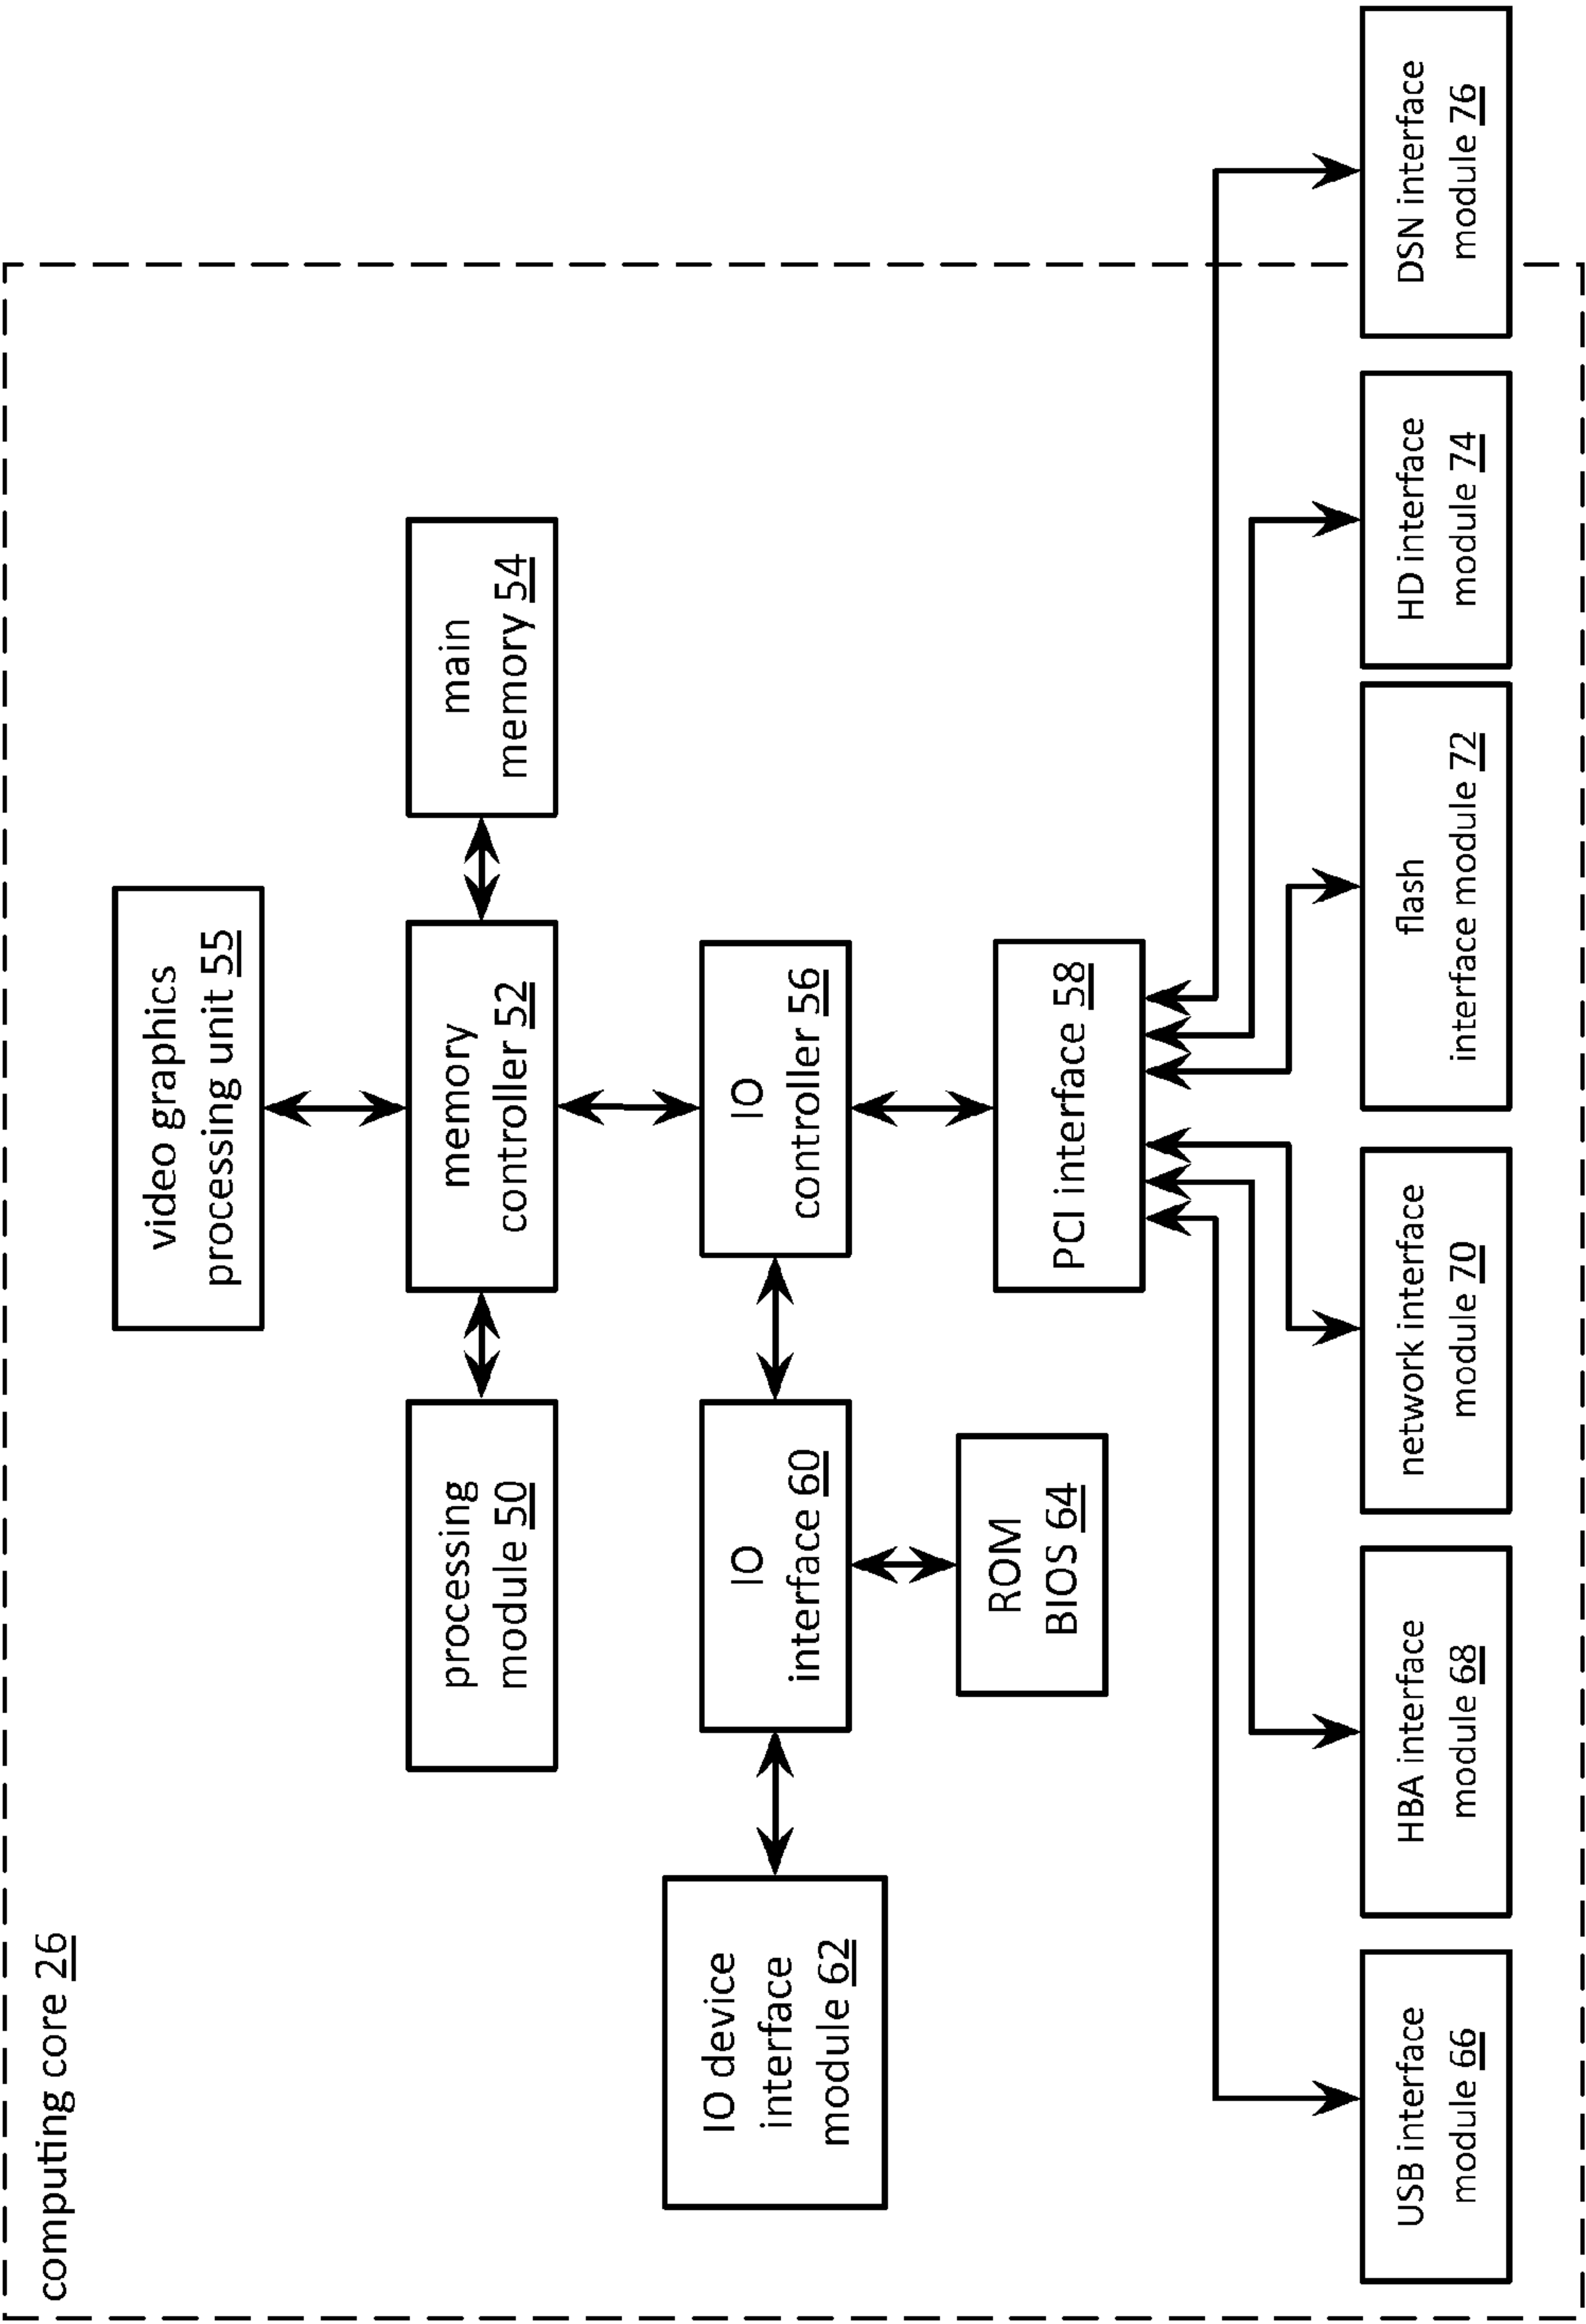 computing core 26
video graphics
processing unit 55
processing
module 50
memory
controller 52
main
memory 54
IO device
interface
module 62
IO
interface 60
IO
controller 56
ROM
BIOS 64
PCI interface 58
USB interface
module 66
HBA interface
module 68
network interface
module 70
flash
interface module 72
HD interface
module 74
DSN interface
module 76